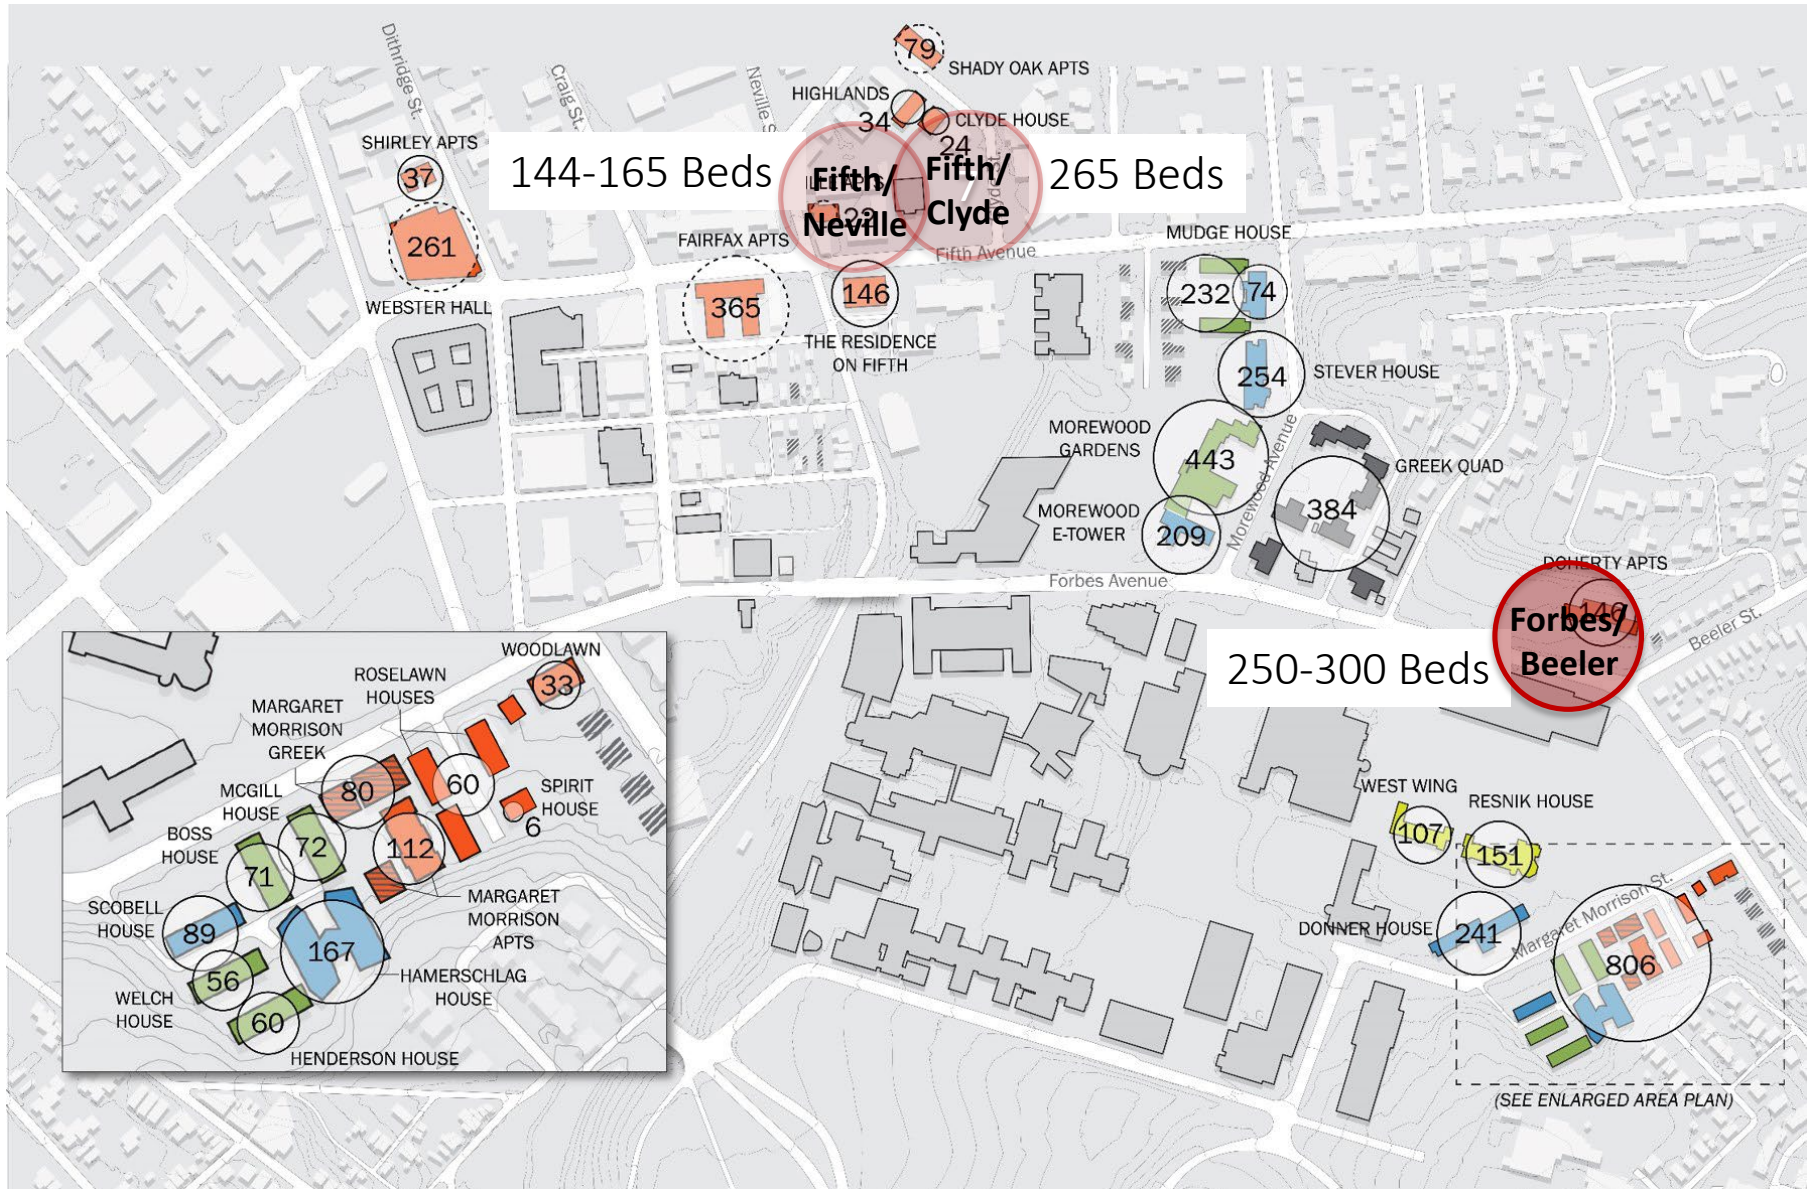 79
SHADY OAK APTS
Dithridge St.
Craig St.
HIGHLANDS
34
CLYDE HOUSE
24
SHIRLEY APTS
37
144-165 Beds
Fifth/
Neville
22
Fifth/
Clyde
265 Beds
261
WEBSTER HALL
FAIRFAX APTS
365
146
THE RESIDENCE
ON FIFTH
Fifth Avenue
MUDGE HOUSE
232
74
254
STEVER HOUSE
MOREWOOD
GARDENS
443
Morewood Avenue
GREEK QUAD
384
MOREWOOD
E-TOWER
209
Forbes Avenue
DOHERTY APTS
146
Forbes/
Beeler
Beeler St.
250-300 Beds
WOODLAWN
33
ROSELAWN
HOUSES
MARGARET
MORRISON
GREEK
80
60
SPIRIT
HOUSE
6
MCGILL
HOUSE
72
112
BOSS
HOUSE
71
MARGARET
MORRISON
APTS
SCOBELL
HOUSE
89
167
HAMERSCHLAG
HOUSE
56
WELCH
HOUSE
60
HENDERSON HOUSE
WEST WING
107
RESNIK HOUSE
151
DONNER HOUSE
241
Margaret Morrison St.
806
(SEE ENLARGED AREA PLAN)